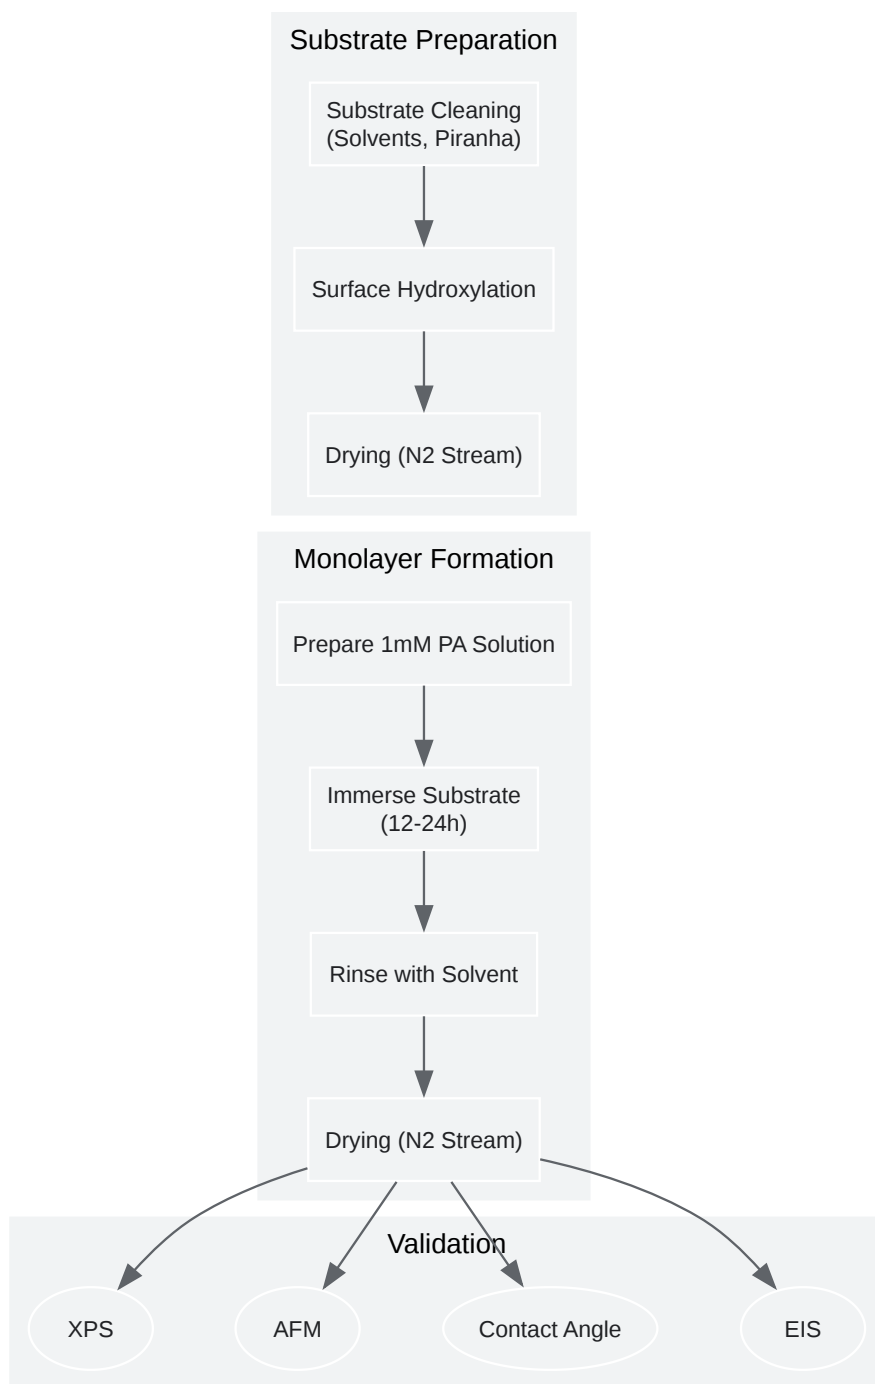 Substrate Preparation
Substrate Cleaning
(Solvents, Piranha)
Surface Hydroxylation
Drying (N2 Stream)
Monolayer Formation
Prepare 1mM PA Solution
Immerse Substrate
(12-24h)
Rinse with Solvent
Drying (N2 Stream)
Validation
XPS
AFM
Contact Angle
EIS